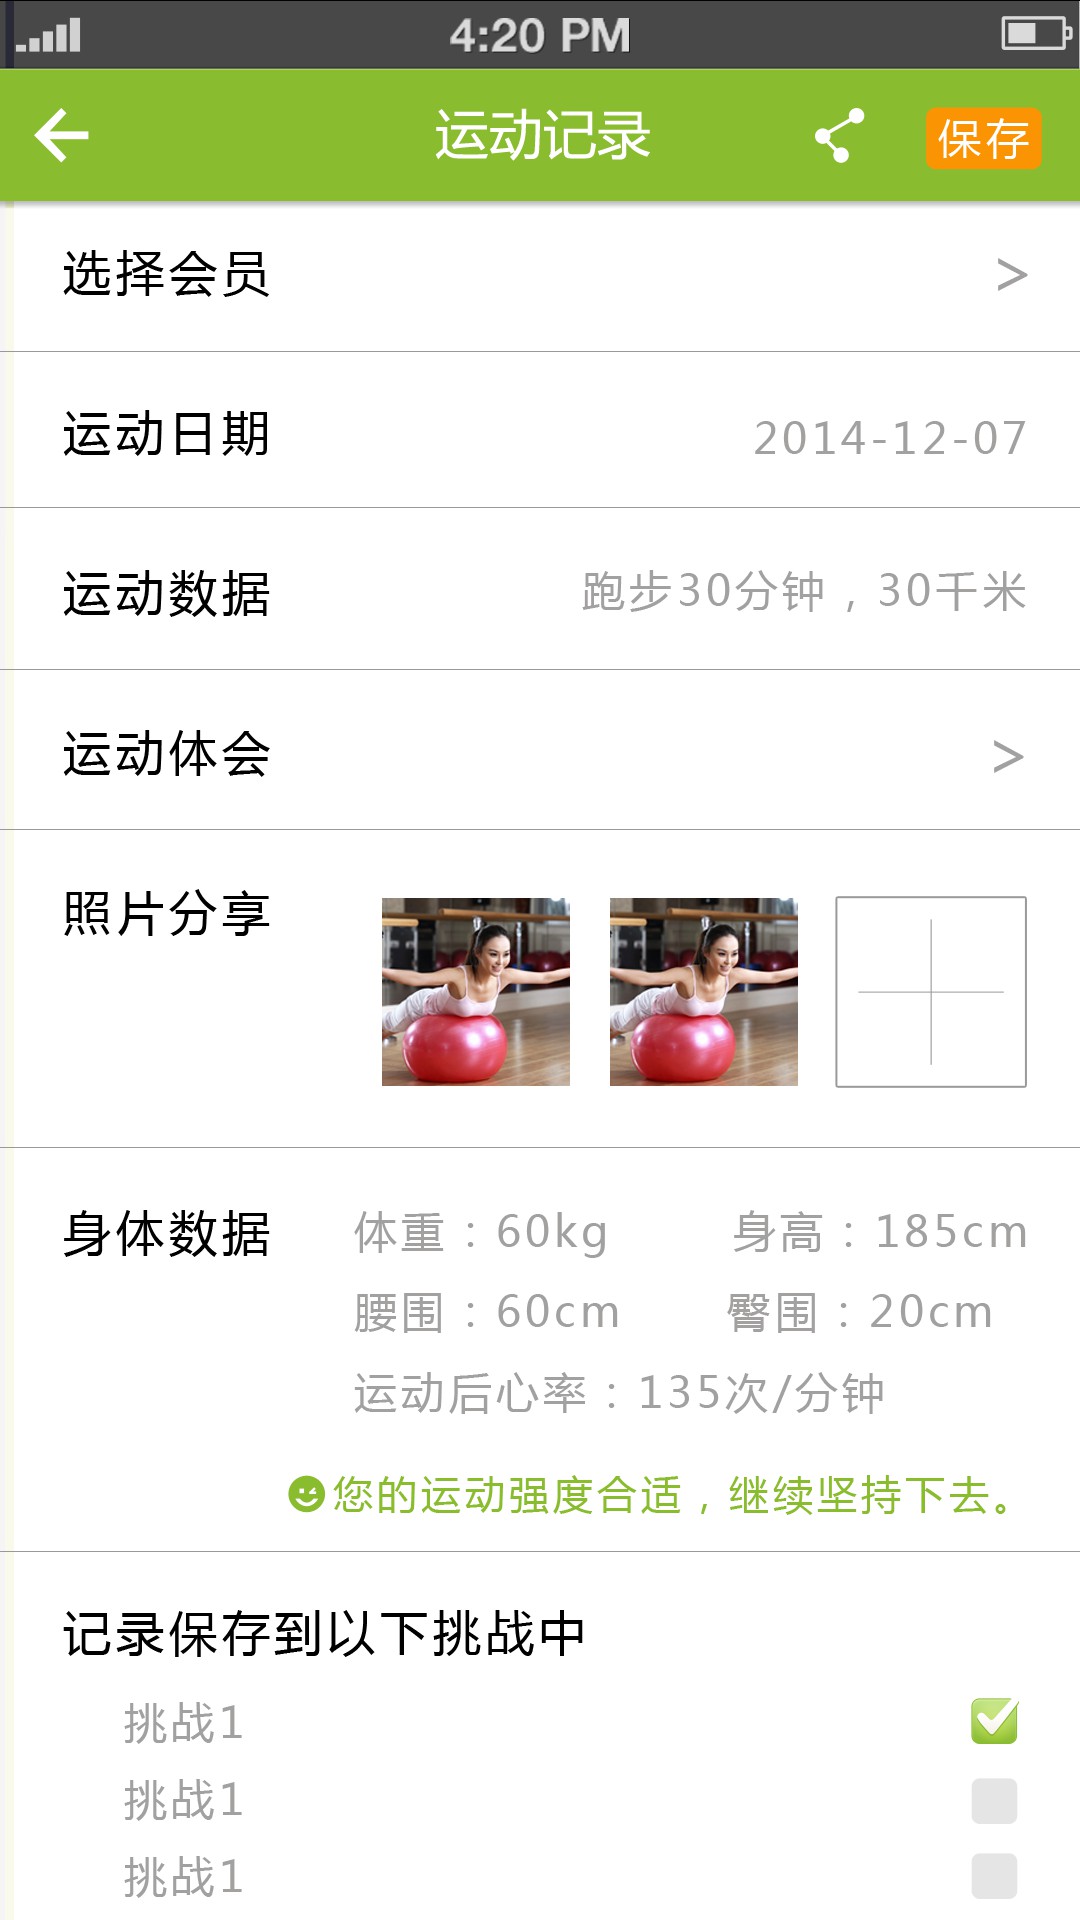 4:20 PM
运动记录
保存
选择会员 >
运动日期 2014-12-07
运动数据 跑步30分钟，30千米
运动体会 >
照片分享
身体数据 体重：60kg 身高：185cm
腰围：60cm 臀围：20cm
运动后心率：135次/分钟
您的运动强度合适，继续坚持下去。
记录保存到以下挑战中
挑战1
挑战1
挑战1